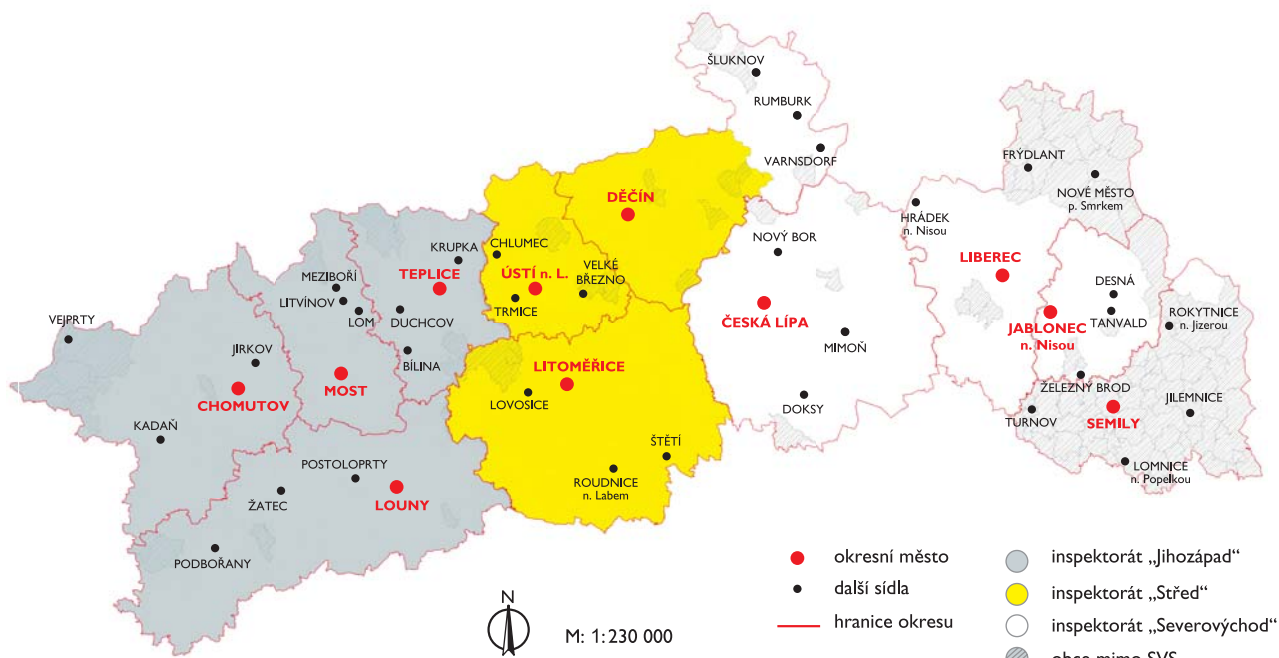 ŠLUKNOV
RUMBURK
VARNSDORF
FRÝDLANT
NOVÉ MĚSTO
p. Smrkem
DĚČÍN
HRÁDEK
n. Nisou
NOVÝ BOR
KRUPKA
CHLUMEC
LIBEREC
TEPLICE
ÚSTÍ n. L.
VELKÉ
BŘEZNO
MEZIBOŘÍ
DESNÁ
LITVÍNOV
TRMICE
LOM
DUCHCOV
ČESKÁ LÍPA
JABLONEC
n. Nisou
TANVALD
ROKYTNICE
n. Jizerou
VEJPRTY
MIMOŇ
JIRKOV
BÍLINA
LITOMĚŘICE
MOST
CHOMUTOV
LOVOSICE
DOKSY
ŽELEZNÝ BROD
TURNOV
SEMILY
JILEMNICE
KADAŇ
ŠTĚTÍ
POSTOLOPRTY
ROUDNICE
n. Labem
LOMNICE
n. Popelkou
ŽATEC
LOUNY
PODBOŘANY
N
M: 1:230 000
okresní město
další sídla
hranice okresu
inspektorát „Jihozápad“
inspektorát „Střed“
inspektorát „Severovýchod“
obce mimo SVS